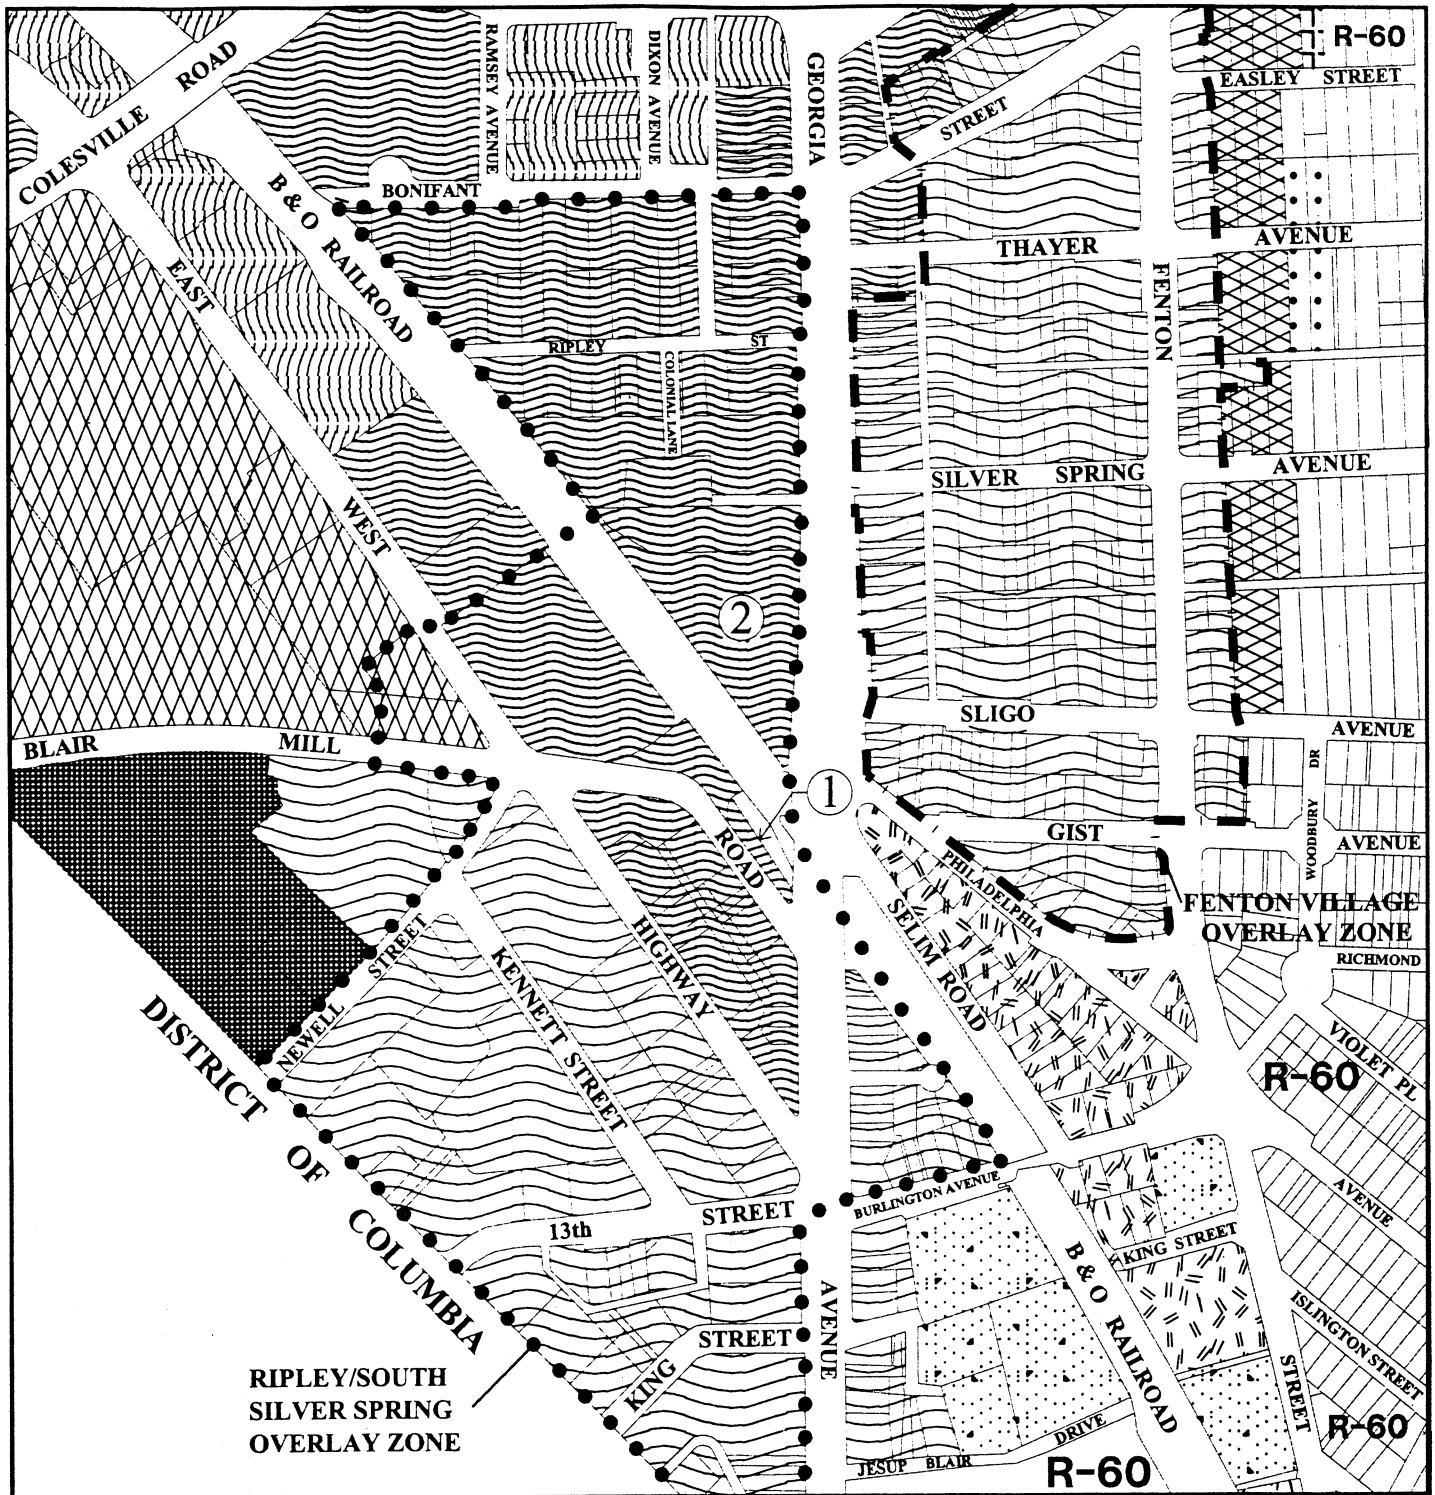 R-60
EASLEY STREET
COLESVILLE ROAD
RAMSEY AVENUE
DIXON AVENUE
GEORGIA
STREET
BONIFANT
B & O RAILROAD
THAYER
AVENUE
EAST
FENTON
RIPLEY ST
COLONIAL LANE
WEST
SILVER SPRING
AVENUE
2
SLIGO
AVENUE
BLAIR MILL
DR
1
WOODBURY
GIST
AVENUE
ROAD
PHILADELPHIA
SELIM ROAD
FENTON VILLAGE
OVERLAY ZONE
RICHMOND
HIGHWAY
KENNETT STREET
NEWELL STREET
DISTRICT OF COLUMBIA
VIOLET PL
R-60
BURLINGTON AVENUE
AVENUE
13th
STREET
KING STREET
B & O RAILROAD
AVENUE
ISLINGTON STREET
STREET
KING
STREET
RIPLEY/SOUTH
SILVER SPRING
OVERLAY ZONE
R-60
DRIVE
JESUP BLAIR
R-60